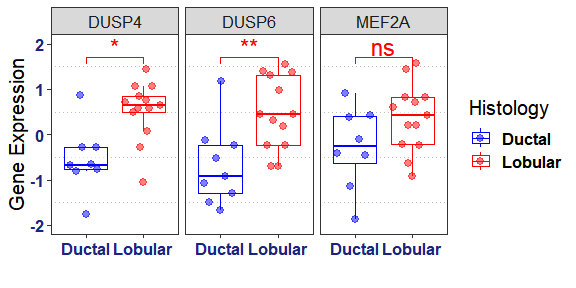 DUSP4 DUSP6 MEF2A
* ** ns
Gene Expression
2
1
0
-1
-2
Ductal Lobular Ductal Lobular Ductal Lobular
Histology
Ductal
Lobular